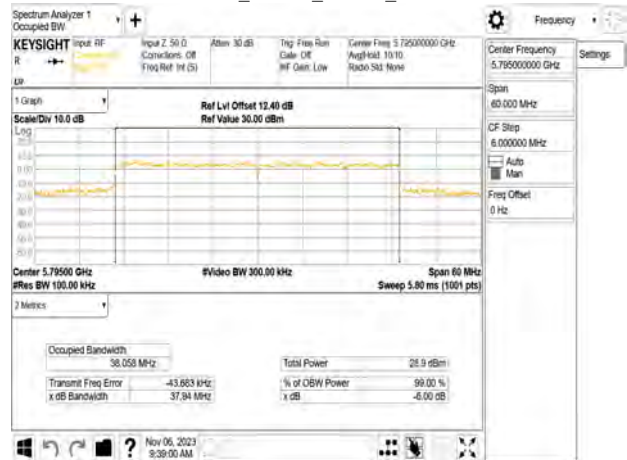 Spectrum Analyzer 1
Occupied BW
+
Frequency
KEYSIGHT
R
Input: RF
Input Z: 50 Ω
Corrections: Off
Freq Ref: Int (S)
Atten: 30 dB
Trig: Free Run
Gate: Off
#IF Gain: Low
Center Freq: 5.795000000 GHz
Avg|Hold: 10/10
Radio Std: None
Center Frequency
5.795000000 GHz
Settings
Span
60.000 MHz
CF Step
6.000000 MHz
Auto
Man
Freq Offset
0 Hz
1 Graph
Scale/Div 10.0 dB
Ref Lvl Offset 12.40 dB
Ref Value 30.00 dBm
Log
Center 5.79500 GHz
#Video BW 300.00 kHz
Span 60 MHz
#Res BW 100.00 kHz
Sweep 5.80 ms (1001 pts)
2 Metrics
Occupied Bandwidth
38.058 MHz
Total Power
28.9 dBm
Transmit Freq Error
-43.683 kHz
% of OBW Power
99.00 %
x dB Bandwidth
37.94 MHz
x dB
-6.00 dB
?
Nov 06, 2023
9:39:00 AM